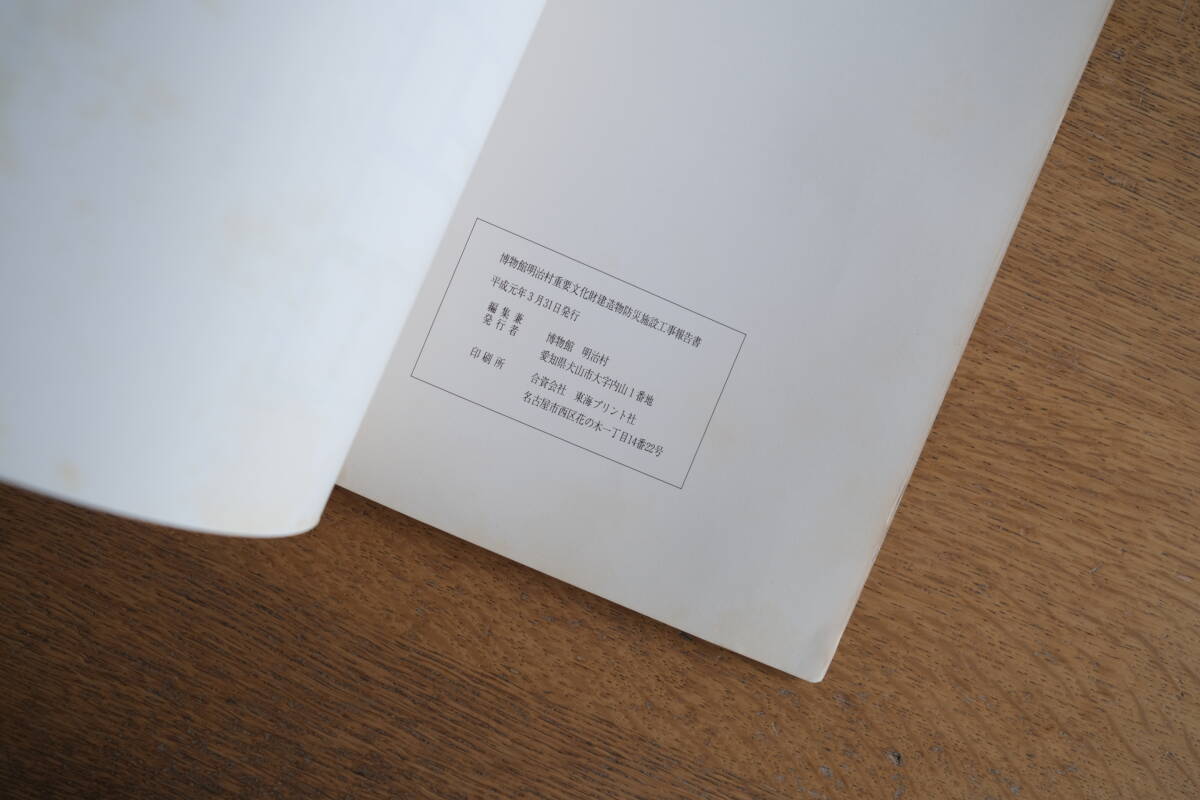 博物館明治村重要文化財建造物防災施設工事報告書
平成元年3月31日発行
編集兼
発行者
博物館 明治村
愛知県犬山市大字内山1番地
印刷所
合資会社 東海プリント社
名古屋市西区花の木一丁目14番22号